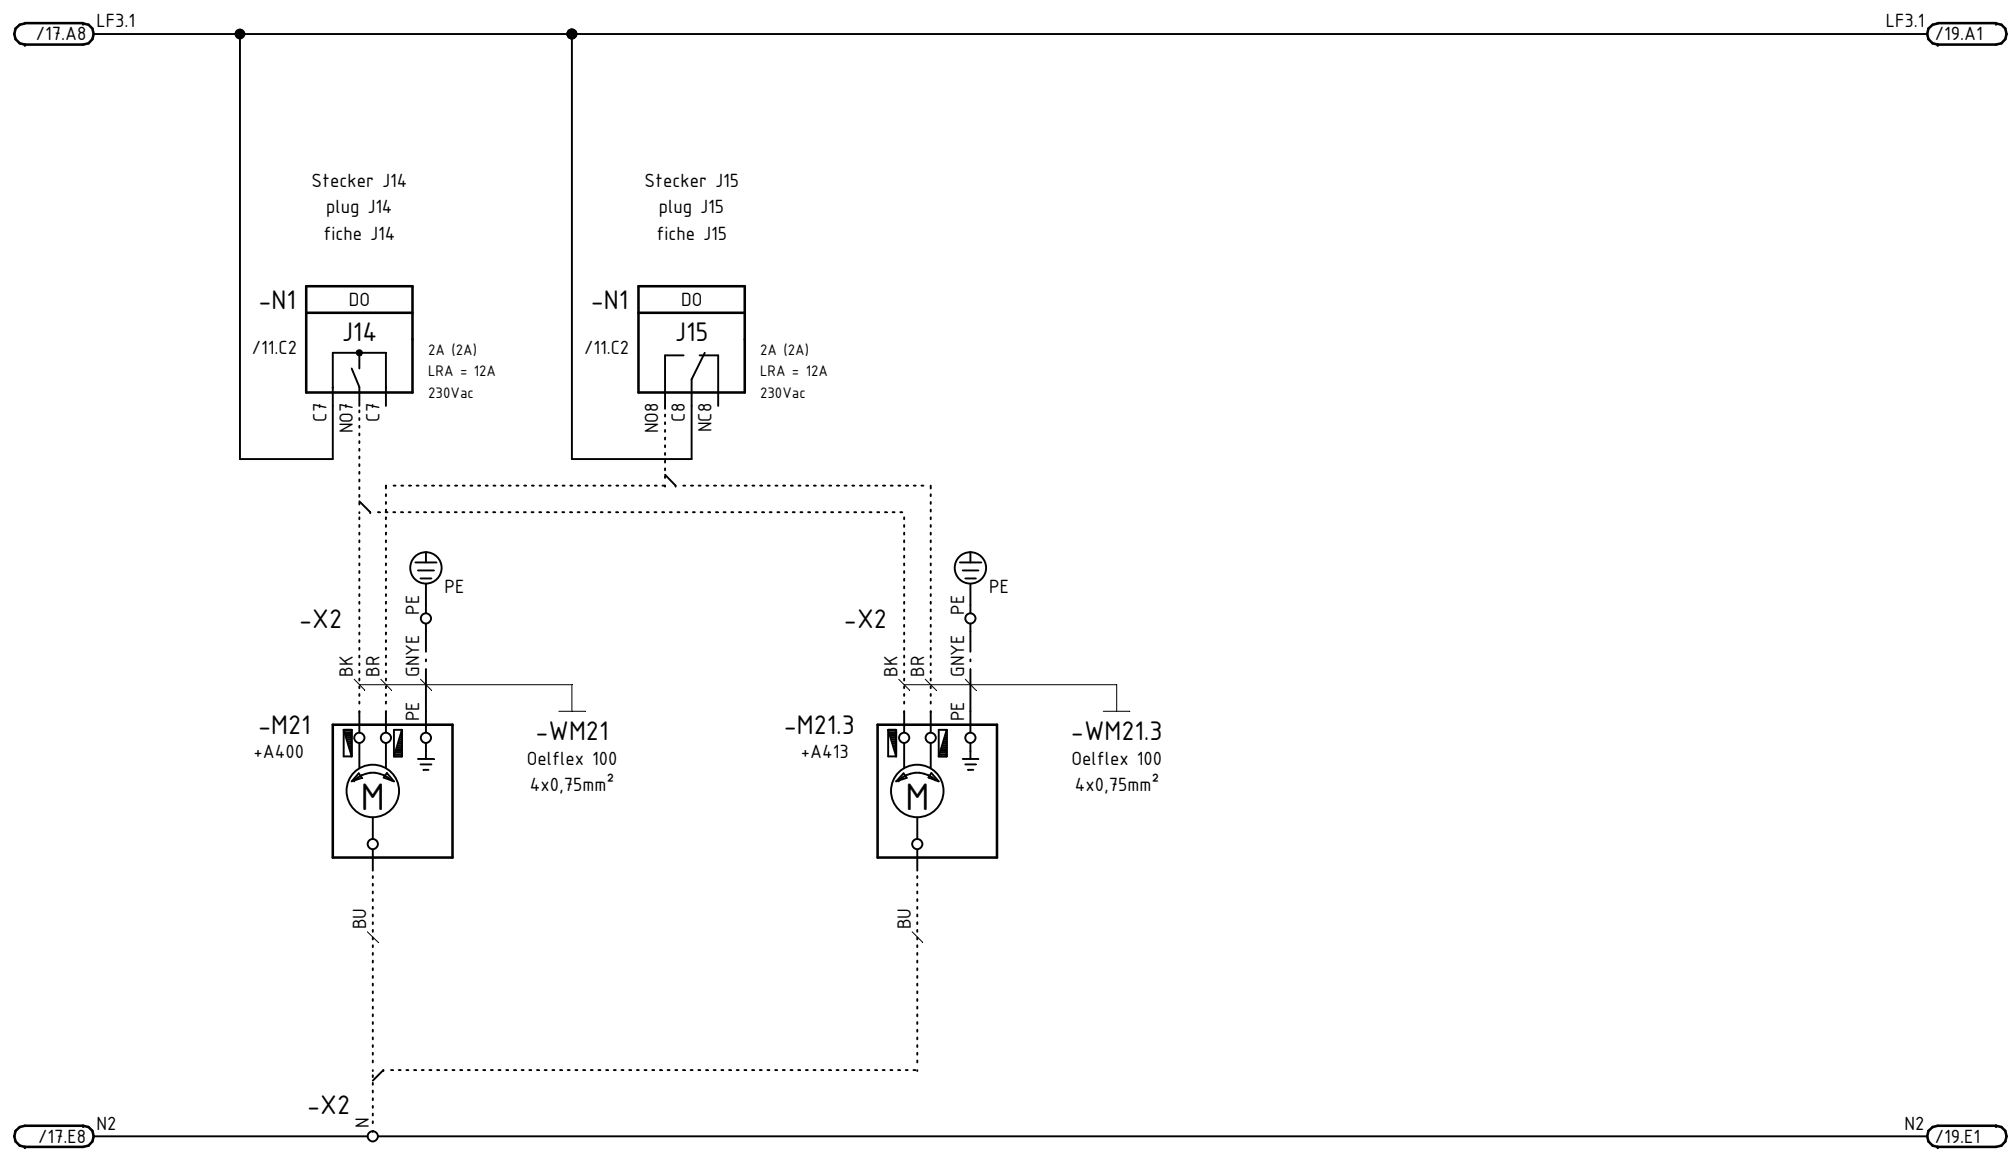 LF3.1
/17.A8
LF3.1
/19.A1
Stecker J14
plug J14
fiche J14
Stecker J15
plug J15
fiche J15
-N1
DO
J14
/11.C2
2A (2A)
LRA = 12A
230Vac
C7
NO7
C7
-N1
DO
J15
/11.C2
2A (2A)
LRA = 12A
230Vac
NO8
C8
NC8
PE
PE
-X2
GNYE
BK
BR
PE
-M21
+A400
M
-WM21
Oelflex 100
4x0,75mm²
BU
PE
PE
-X2
GNYE
BK
BR
PE
-M21.3
+A413
M
-WM21.3
Oelflex 100
4x0,75mm²
BU
-X2
N
N2
/17.E8
N2
/19.E1